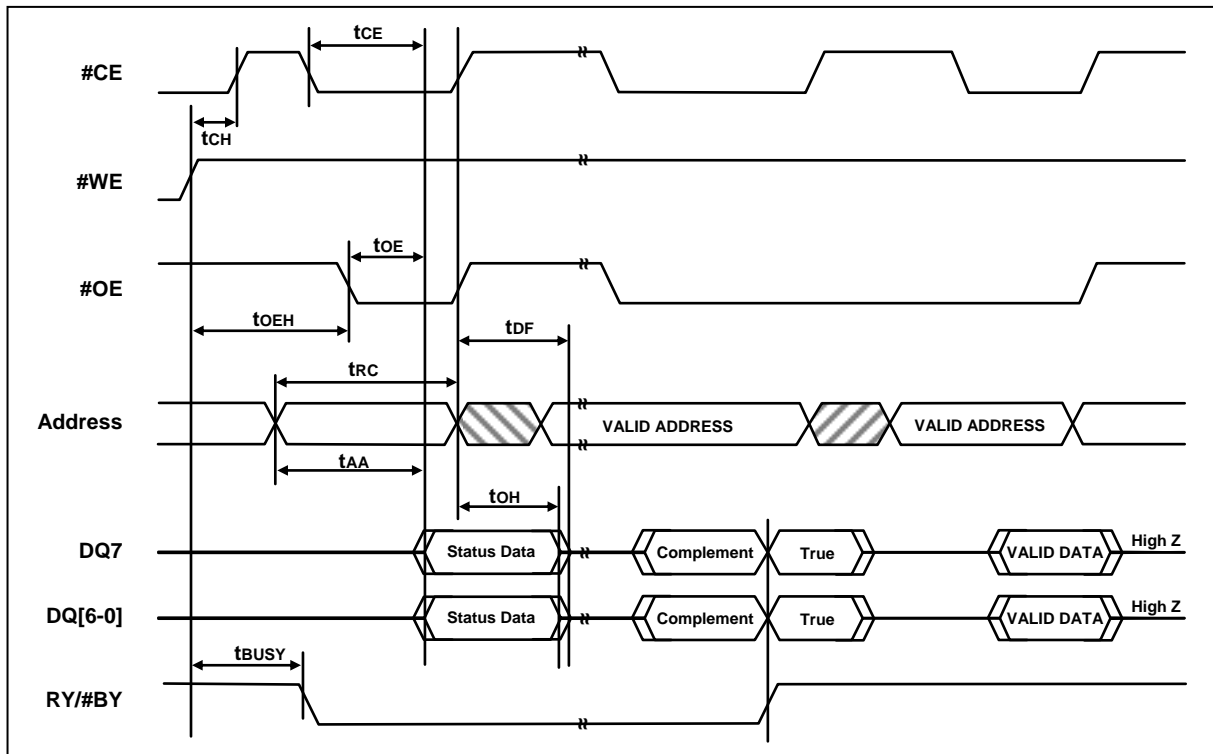 tCE
#CE
tCH
#WE
tOE
#OE
tOEH
tDF
tRC
Address
VALID ADDRESS
VALID ADDRESS
tAA
tOH
DQ7
Status Data
Complement
True
VALID DATA
High Z
DQ[6-0]
Status Data
Complement
True
VALID DATA
High Z
tBUSY
RY/#BY